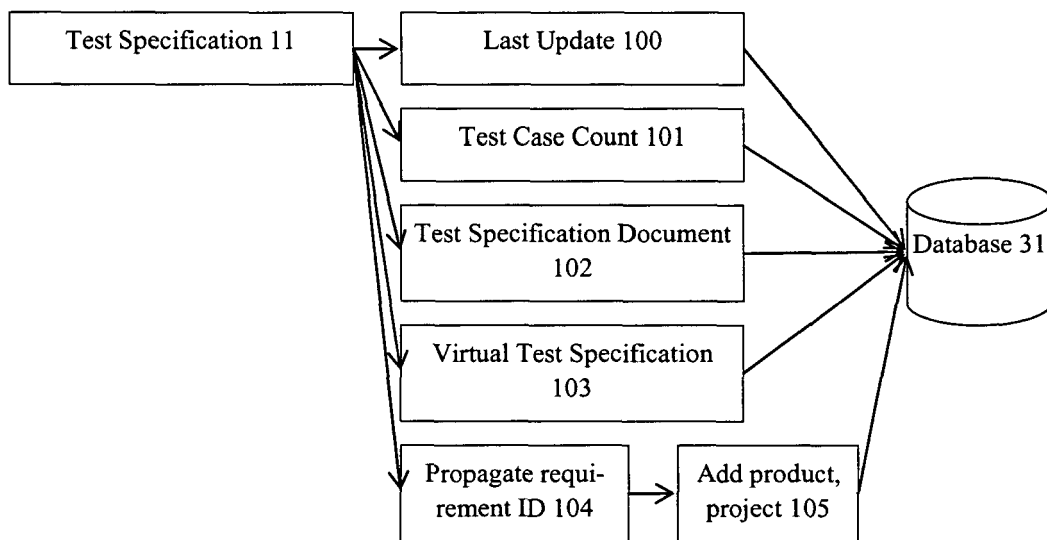 Test Specification 11
Last Update 100
Test Case Count 101
Test Specification Document
102
Database 31
Virtual Test Specification
103
Propagate requi-
rement ID 104
Add product,
project 105